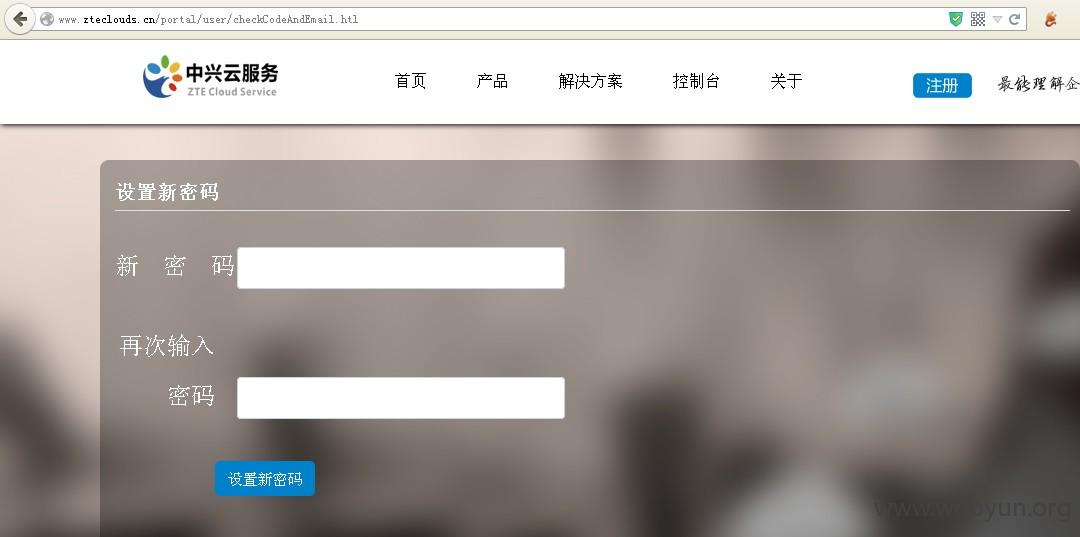 www.zteclouds.cn/portal/user/checkCodeAndEmail.htl
中兴云服务
ZTE Cloud Service
首页 产品 解决方案 控制台 关于 注册 最能理解企
设置新密码
新 密 码
再次输入
密码
设置新密码
www.wooyun.org